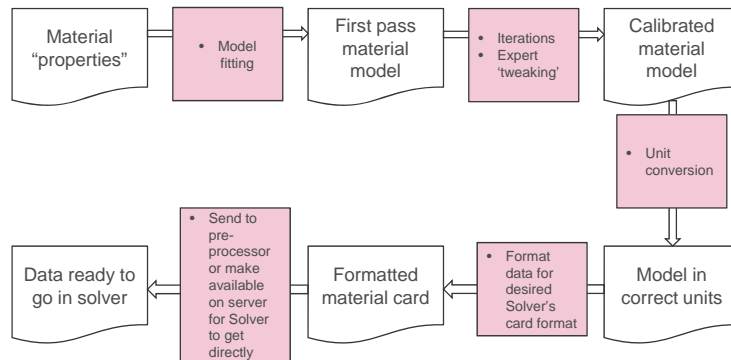 Material
“properties”
• Model
fitting
First pass
material
model
• Iterations
• Expert
‘tweaking’
Calibrated
material
model
• Unit
conversion
Model in
correct units
• Format
data for
desired
Solver’s
card format
Formatted
material card
• Send to
pre-
processor
or make
available
on server
for Solver
to get
directly
Data ready to
go in solver